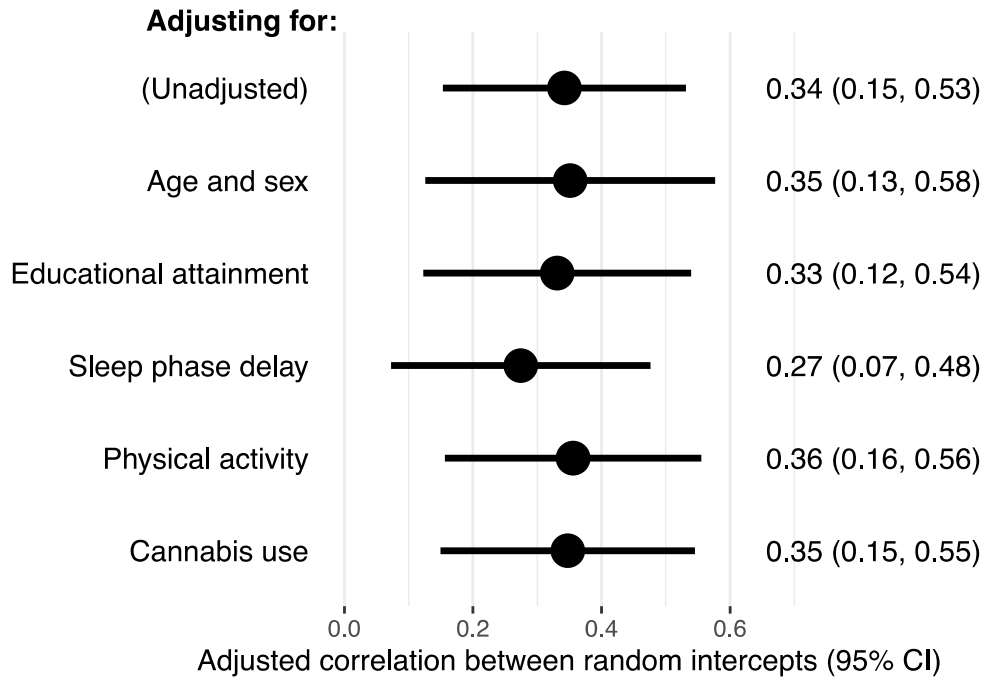 Adjusting for:
(Unadjusted) 0.34 (0.15, 0.53)
Age and sex 0.35 (0.13, 0.58)
Educational attainment 0.33 (0.12, 0.54)
Sleep phase delay 0.27 (0.07, 0.48)
Physical activity 0.36 (0.16, 0.56)
Cannabis use 0.35 (0.15, 0.55)
0.0 0.2 0.4 0.6
Adjusted correlation between random intercepts (95% CI)